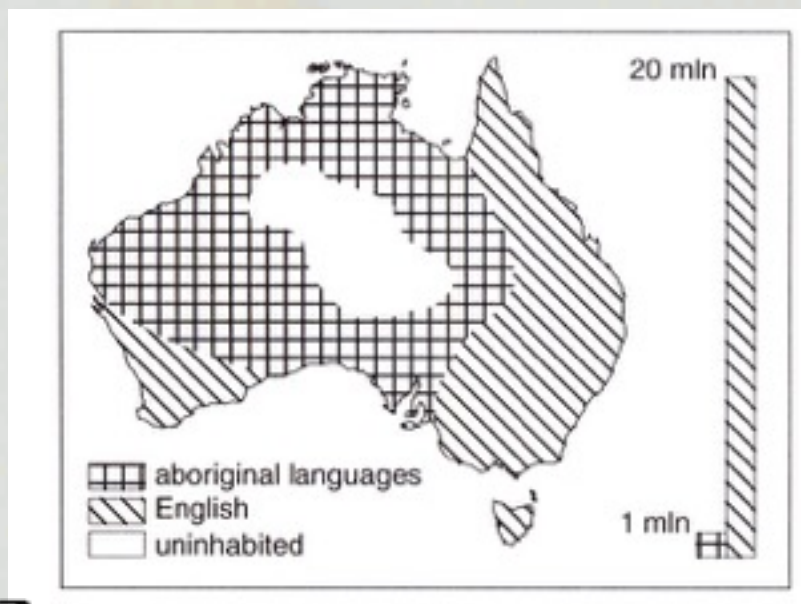 20 mln
aboriginal languages
English
1 mln
uninhabited